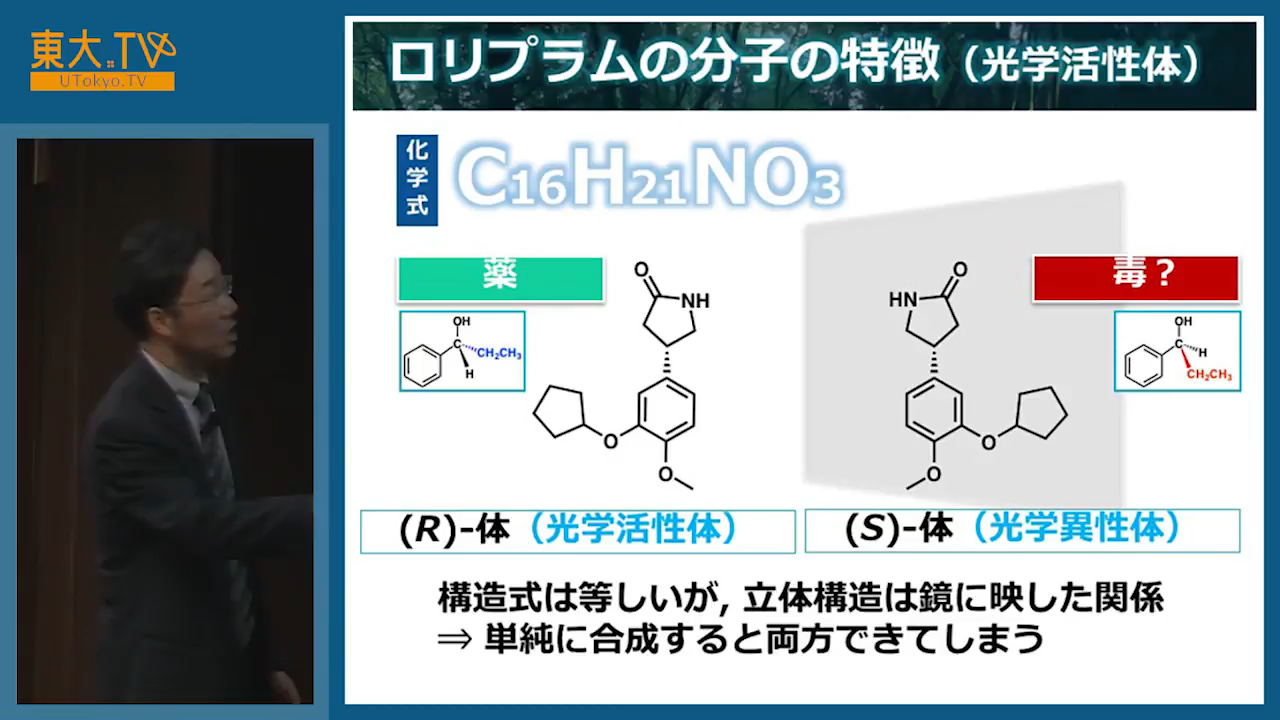 東大.TV
UTokyo.TV
ロリプラムの分子の特徴（光学活性体）
化学式
C16H21NO3
薬
毒？
OH
C
CH2CH3
H
O
NH
O
O
O
HN
O
O
OH
C
H
CH2CH3
(R)-体（光学活性体）
(S)-体（光学異性体）
構造式は等しいが, 立体構造は鏡に映した関係
⇒ 単純に合成すると両方できてしまう